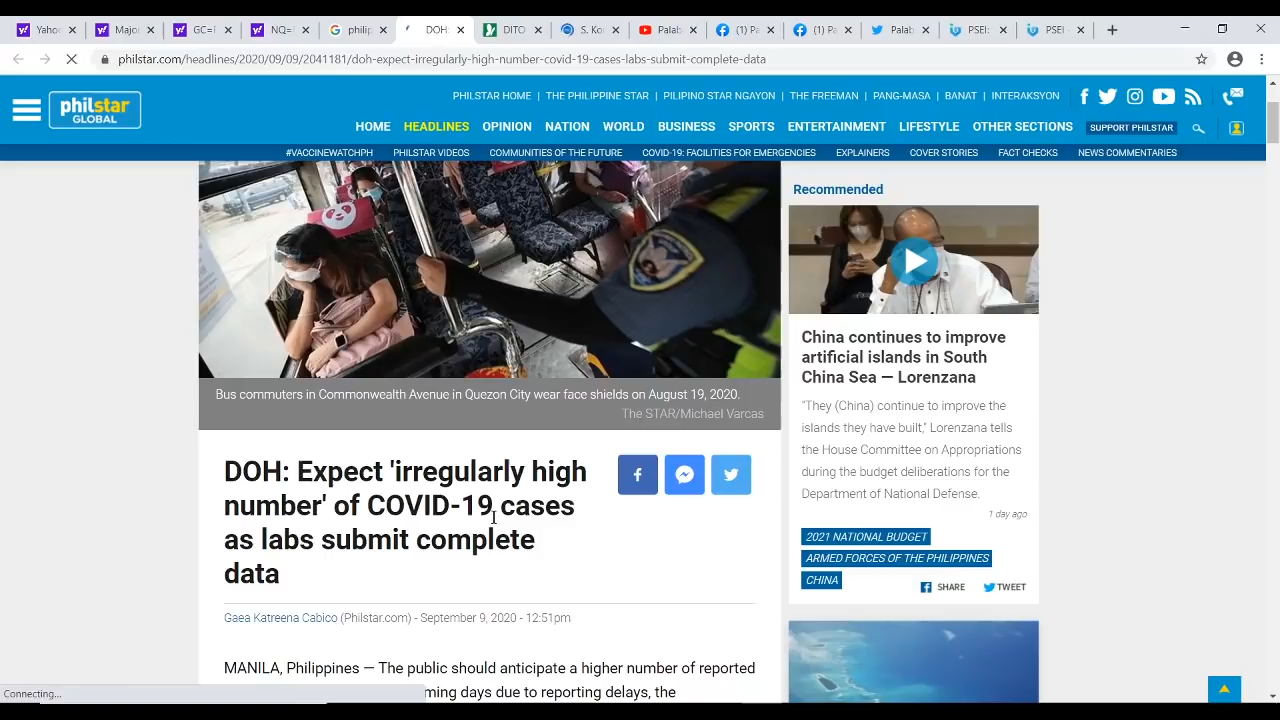 Yaho
Major
GC=F
NQ=
philip
DOH:
DITO
S. Ko
Palab
(1) Pa
(1) Pa
Palab
PSEi:
PSEi -
philstar.com/headlines/2020/09/09/2041181/doh-expect-irregularly-high-number-covid-19-cases-labs-submit-complete-data
philstar
GLOBAL
PHILSTAR HOME | THE PHILIPPINE STAR | PILIPINO STAR NGAYON | THE FREEMAN | PANG-MASA | BANAT | INTERAKSYON
HOME HEADLINES OPINION NATION WORLD BUSINESS SPORTS ENTERTAINMENT LIFESTYLE OTHER SECTIONS SUPPORT PHILSTAR
#VACCINEWATCHPH PHILSTAR VIDEOS COMMUNITIES OF THE FUTURE COVID-19: FACILITIES FOR EMERGENCIES EXPLAINERS COVER STORIES FACT CHECKS NEWS COMMENTARIES
Bus commuters in Commonwealth Avenue in Quezon City wear face shields on August 19, 2020.
The STAR/Michael Varcas
DOH: Expect 'irregularly high
number' of COVID-19 cases
as labs submit complete
data
Gaea Katreena Cabico (Philstar.com) - September 9, 2020 - 12:51pm
MANILA, Philippines — The public should anticipate a higher number of reported
ming days due to reporting delays, the
Connecting...
Recommended
China continues to improve
artificial islands in South
China Sea — Lorenzana
“They (China) continue to improve the
islands they have built,” Lorenzana tells
the House Committee on Appropriations
during the budget deliberations for the
Department of National Defense.
1 day ago
2021 NATIONAL BUDGET
ARMED FORCES OF THE PHILIPPINES
CHINA
SHARE TWEET